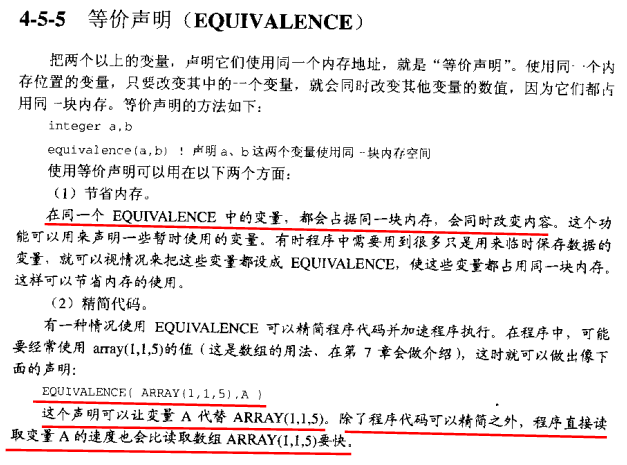 4-5-5 等价声明（EQUIVALENCE）
把两个以上的变量，声明它们使用同一个内存地址，就是“等价声明”。使用同一个内
存位置的变量，只要改变其中的一个变量，就会同时改变其他变量的数值，因为它们都占
用同一块内存。等价声明的方法如下：
integer a,b
equivalence(a,b) ! 声明a、b这两个变量使用同一块内存空间
使用等价声明可以用在以下两个方面：
（1）节省内存。
在同一个 EQUIVALENCE 中的变量，都会占据同一块内存，会同时改变内容。这个功
能可以用来声明一些暂时使用的变量。有时程序中需要用到很多只是用来临时保存数据的
变量，就可以视情况来把这些变量都设成 EQUIVALENCE，使这些变量都占用同一块内存。
这样可以节省内存的使用。
（2）精简代码。
有一种情况使用 EQUIVALENCE 可以精简程序代码并加速程序执行。在程序中，可能
要经常使用 array(1,1,5)的值（这是数组的用法、在第 7 章会做介绍），这时就可以做出像下
面的声明：
EQUIVALENCE( ARRAY(1,1,5),A )
这个声明可以让变量 A 代替 ARRAY(1,1,5)。除了程序代码可以精简之外，程序直接读
取变量 A 的速度也会比读取数组 ARRAY(1,1,5)要快。